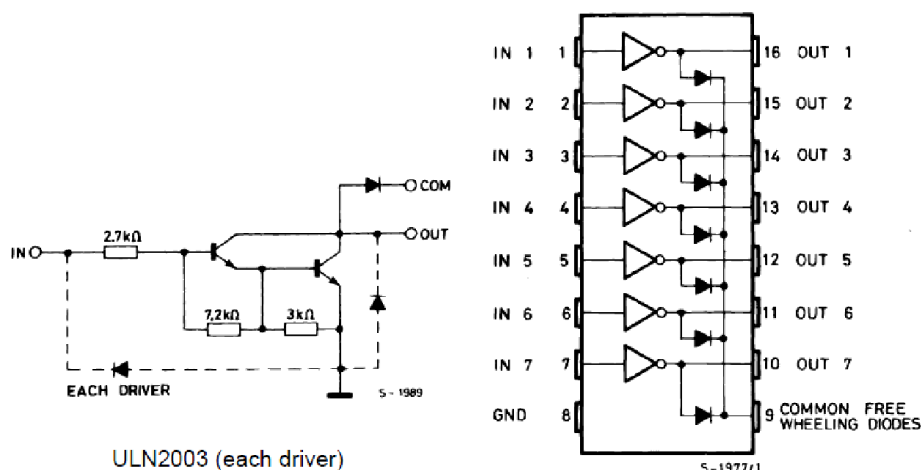 2.7kΩ
COM
OUT
IN
7.2kΩ
3kΩ
EACH DRIVER
S-1989
ULN2003 (each driver)
IN 1 1 16 OUT 1
IN 2 2 15 OUT 2
IN 3 3 14 OUT 3
IN 4 4 13 OUT 4
IN 5 5 12 OUT 5
IN 6 6 11 OUT 6
IN 7 7 10 OUT 7
GND 8 9 COMMON FREE
WHEELING DIODES
S-1977/1